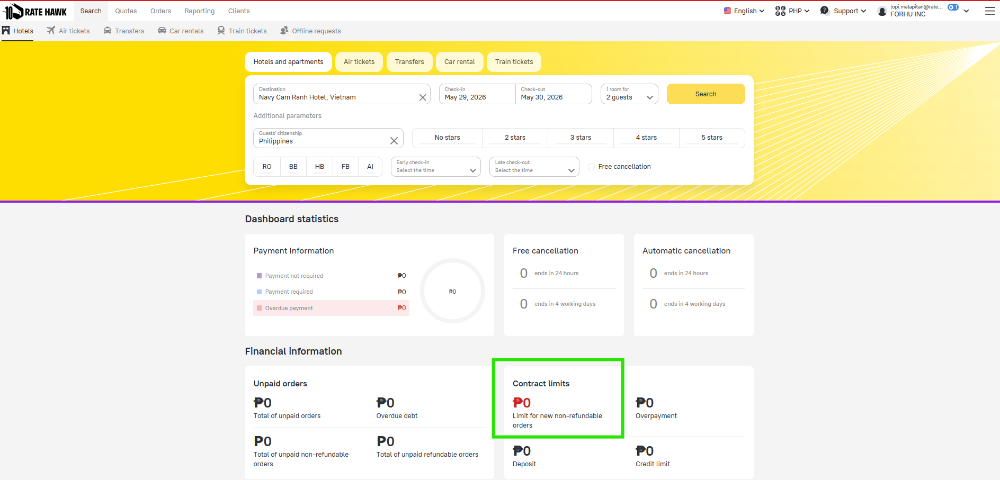 10 RATE HAWK
Search Quotes Orders Reporting Clients
English PHP Support lopi.malapitan@rate... 1
FORHU INC
Hotels Air tickets Transfers Car rentals Train tickets Offline requests
Hotels and apartments Air tickets Transfers Car rental Train tickets
Destination Check-in Check-out 1 room for
Navy Cam Ranh Hotel, Vietnam May 29, 2026 May 30, 2026 2 guests Search
Additional parameters
Guests' citizenship
Philippines No stars 2 stars 3 stars 4 stars 5 stars
RO BB HB FB AI Early check-in Late check-out Free cancellation
Select the time Select the time
Dashboard statistics
Payment Information Free cancellation Automatic cancellation
Payment not required ₱0 0 ends in 24 hours 0 ends in 24 hours
Payment required ₱0 ₱0
Overdue payment ₱0 0 ends in 4 working days 0 ends in 4 working days
Financial information
Unpaid orders Contract limits
₱0 ₱0 ₱0 ₱0
Total of unpaid orders Overdue debt Limit for new non-refundable Overpayment
orders
₱0 ₱0 ₱0 ₱0
Total of unpaid non-refundable Total of unpaid refundable orders Deposit Credit limit
orders